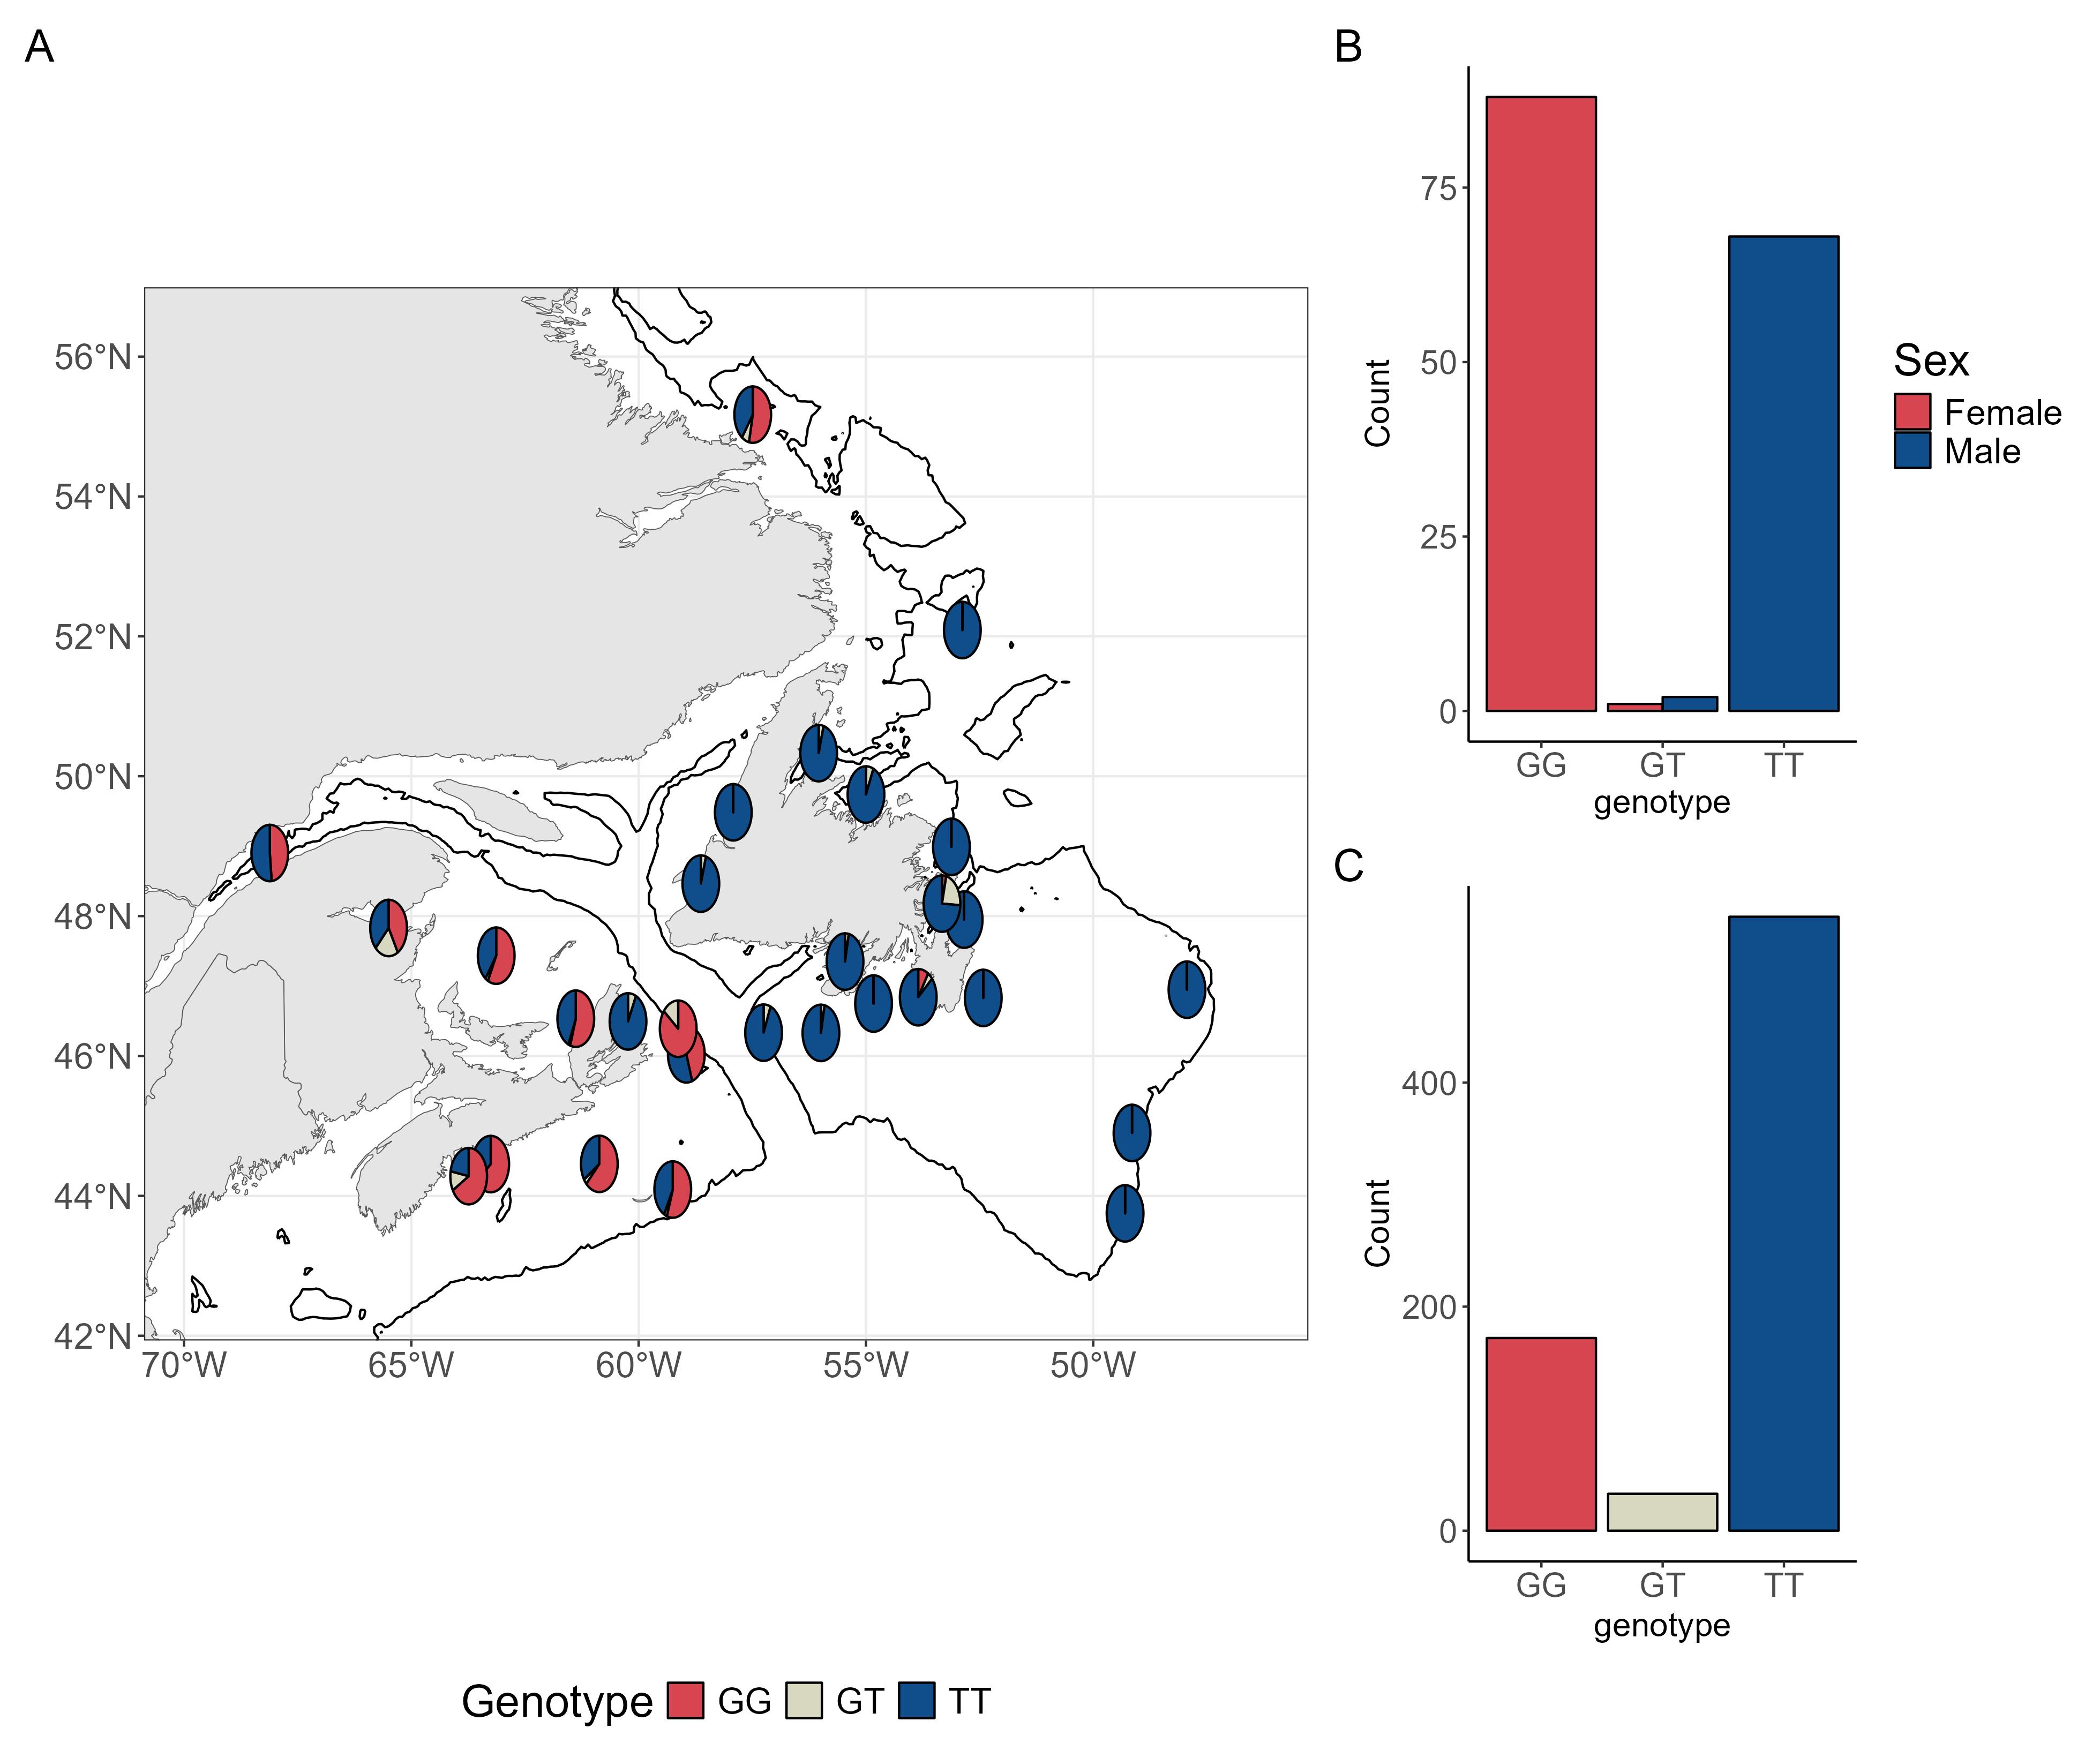 A
56°N
54°N
52°N
50°N
48°N
46°N
44°N
42°N
70°W 65°W 60°W 55°W 50°W
Genotype GG GT TT
B
Count
75
50
25
0
GG GT TT
genotype
Sex
Female
Male
C
Count
400
200
0
GG GT TT
genotype